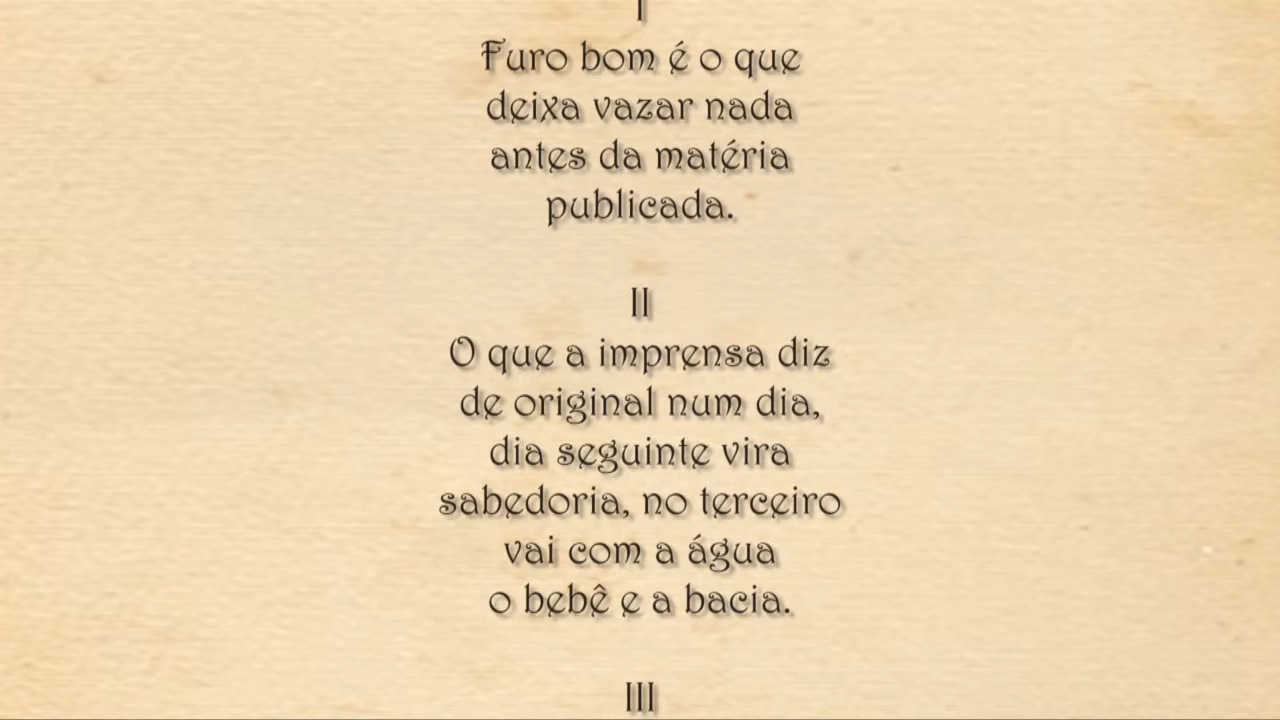 I
Furo bom é o que
deixa vazar nada
antes da matéria
publicada.
II
O que a imprensa diz
de original num dia,
dia seguinte vira
sabedoria, no terceiro
vai com a água
o bebê e a bacia.
III